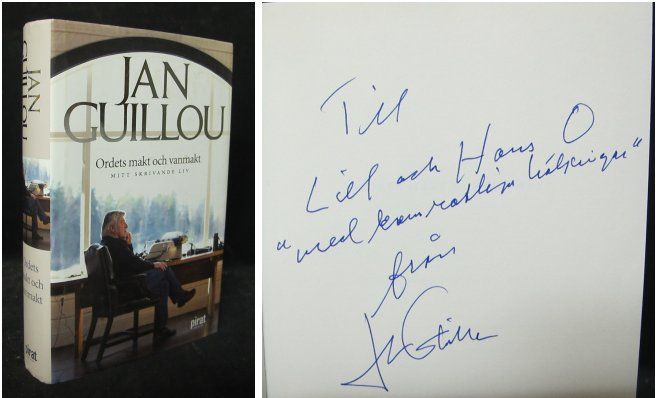 JAN
GUILLOU
Ordets makt och vanmakt
MITT SKRIVANDE LIV
pirat
JAN
GUILLOU
Ordets
makt och
vanmakt
pirat
Till
Lill och Hans O
"med kamratliga hälsningar"
från